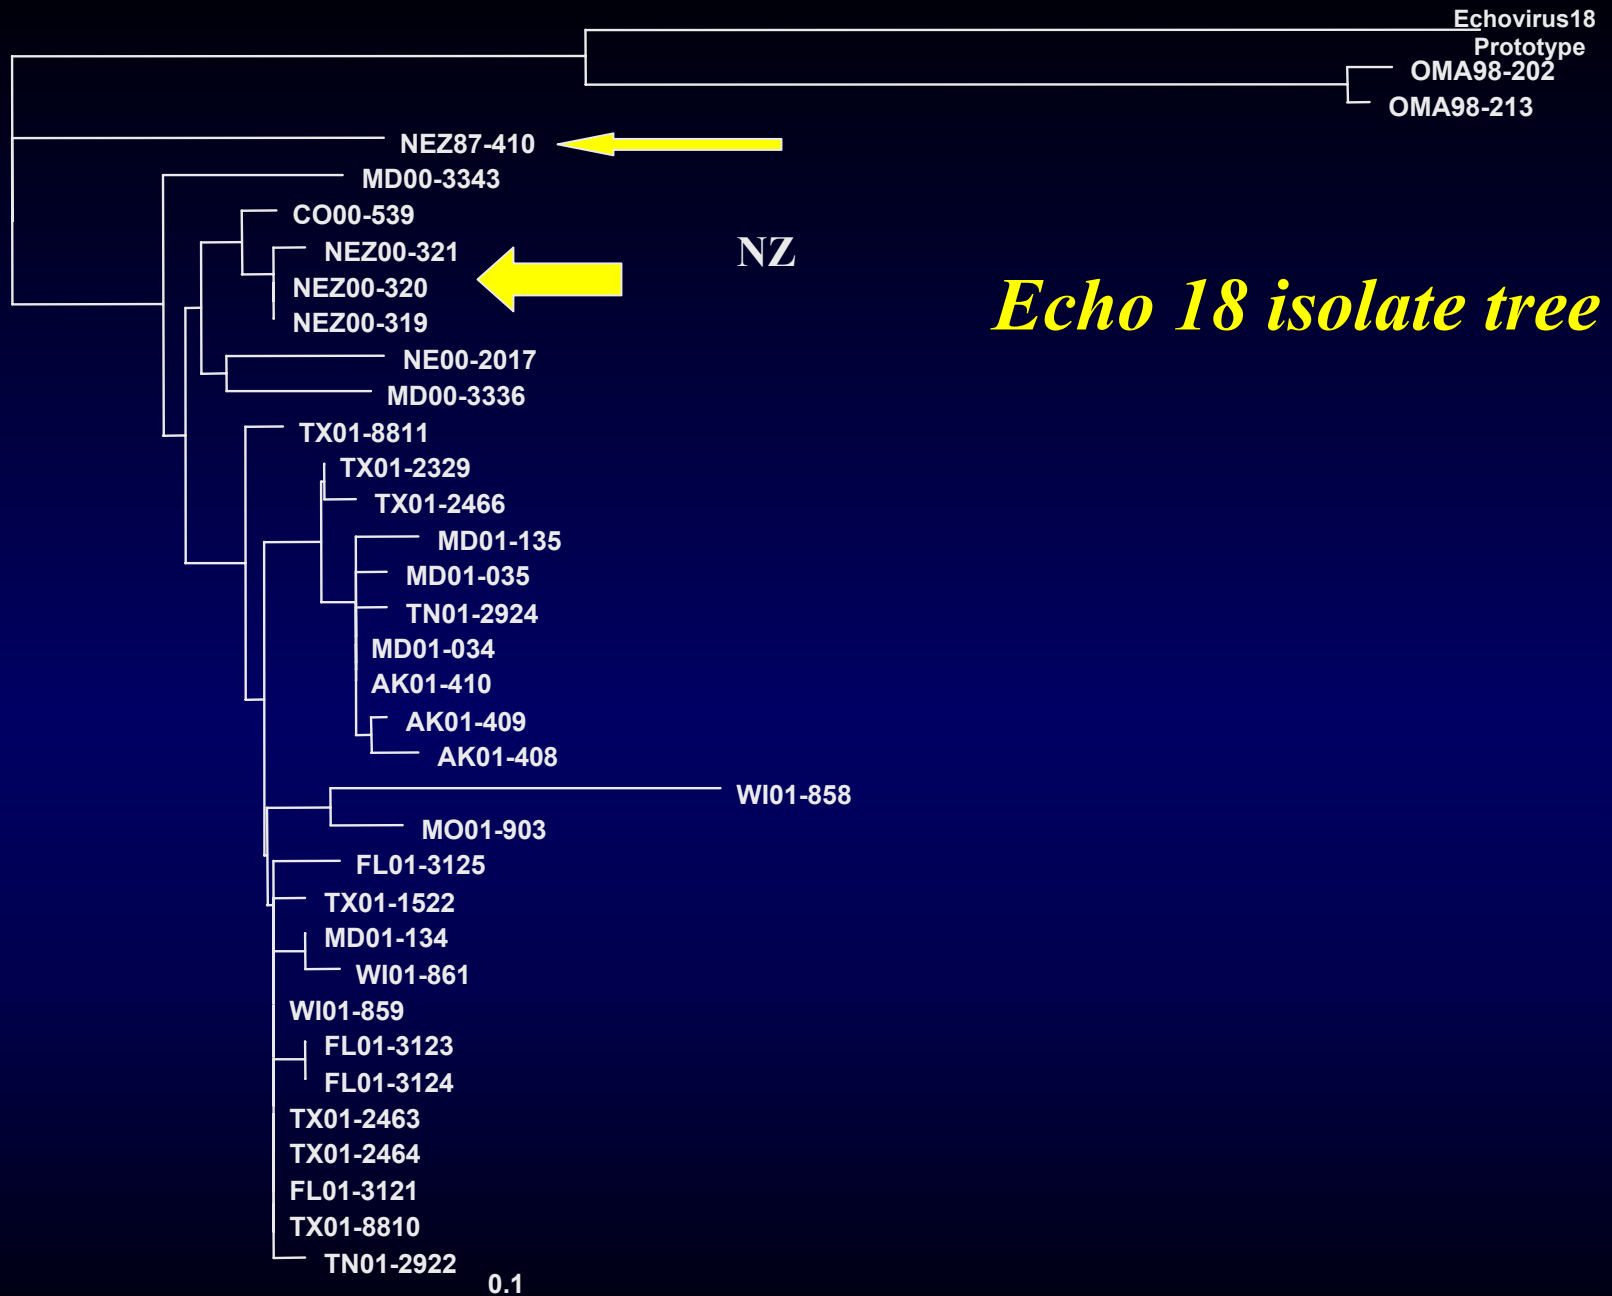 Echovirus18
Prototype
OMA98-202
OMA98-213
NEZ87-410
MD00-3343
CO00-539
NEZ00-321
NZ
NEZ00-320
Echo 18 isolate tree
NEZ00-319
NE00-2017
MD00-3336
TX01-8811
TX01-2329
TX01-2466
MD01-135
MD01-035
TN01-2924
MD01-034
AK01-410
AK01-409
AK01-408
WI01-858
MO01-903
FL01-3125
TX01-1522
MD01-134
WI01-861
WI01-859
FL01-3123
FL01-3124
TX01-2463
TX01-2464
FL01-3121
TX01-8810
TN01-2922
0.1